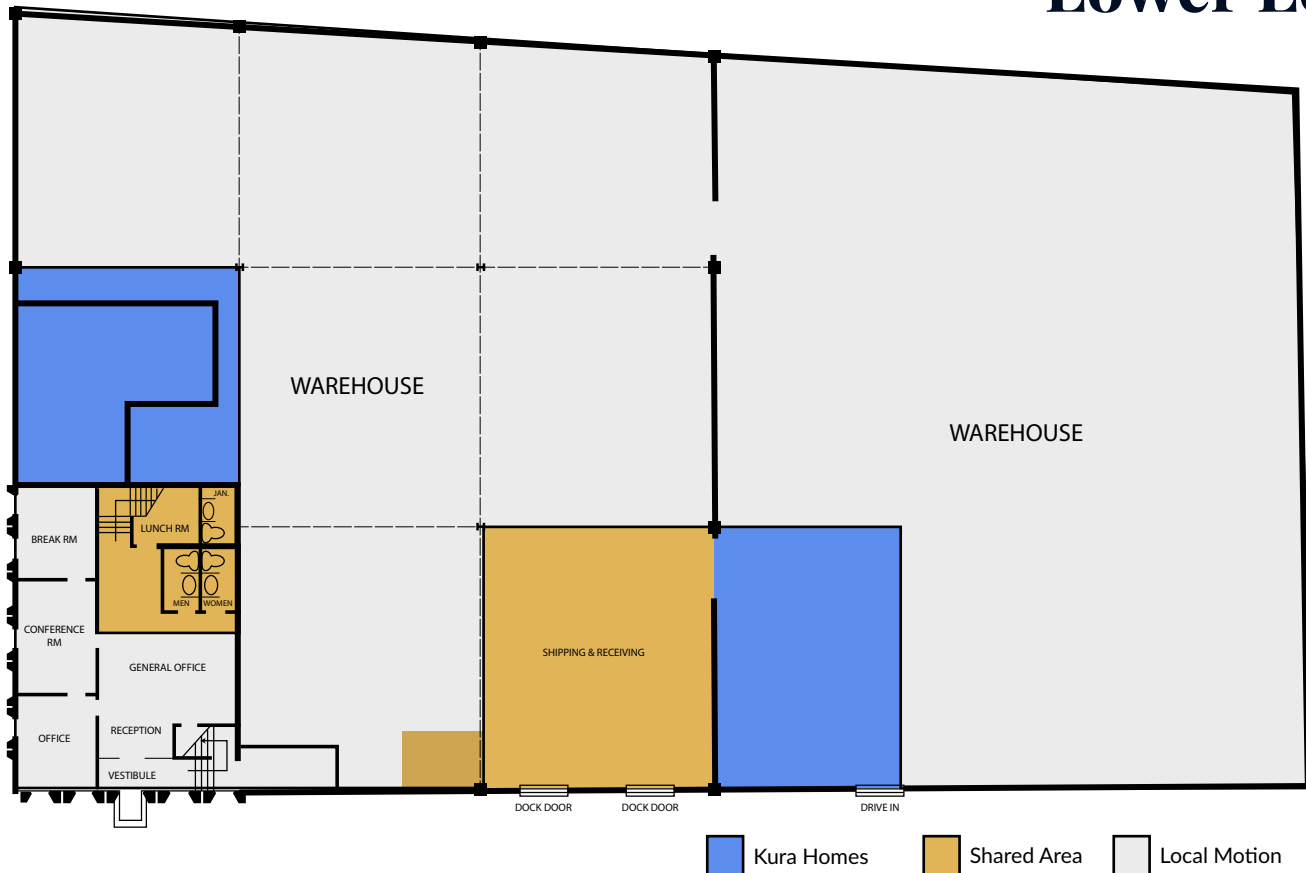 WAREHOUSE
WAREHOUSE
JAN.
LUNCH RM
BREAK RM
MEN
WOMEN
CONFERENCE
RM
GENERAL OFFICE
SHIPPING & RECEIVING
RECEPTION
OFFICE
VESTIBULE
DOCK DOOR
DOCK DOOR
DRIVE IN
Kura Homes
Shared Area
Local Motion